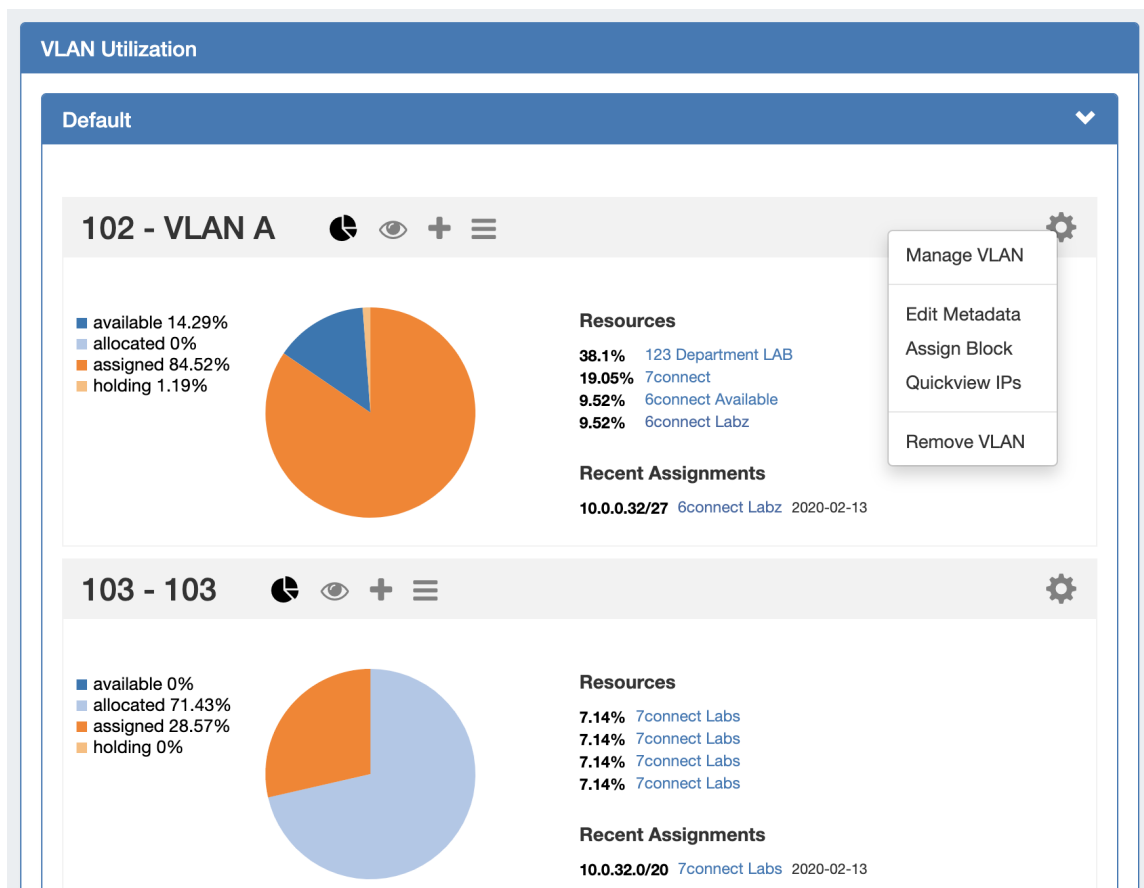 VLAN Utilization
Default
102 - VLAN A
available 14.29%
allocated 0%
assigned 84.52%
holding 1.19%
Resources
38.1% 123 Department LAB
19.05% 7connect
9.52% 6connect Available
9.52% 6connect Labz
Recent Assignments
10.0.0.32/27 6connect Labz 2020-02-13
Manage VLAN
Edit Metadata
Assign Block
Quickview IPs
Remove VLAN
103 - 103
available 0%
allocated 71.43%
assigned 28.57%
holding 0%
Resources
7.14% 7connect Labs
7.14% 7connect Labs
7.14% 7connect Labs
7.14% 7connect Labs
Recent Assignments
10.0.32.0/20 7connect Labs 2020-02-13